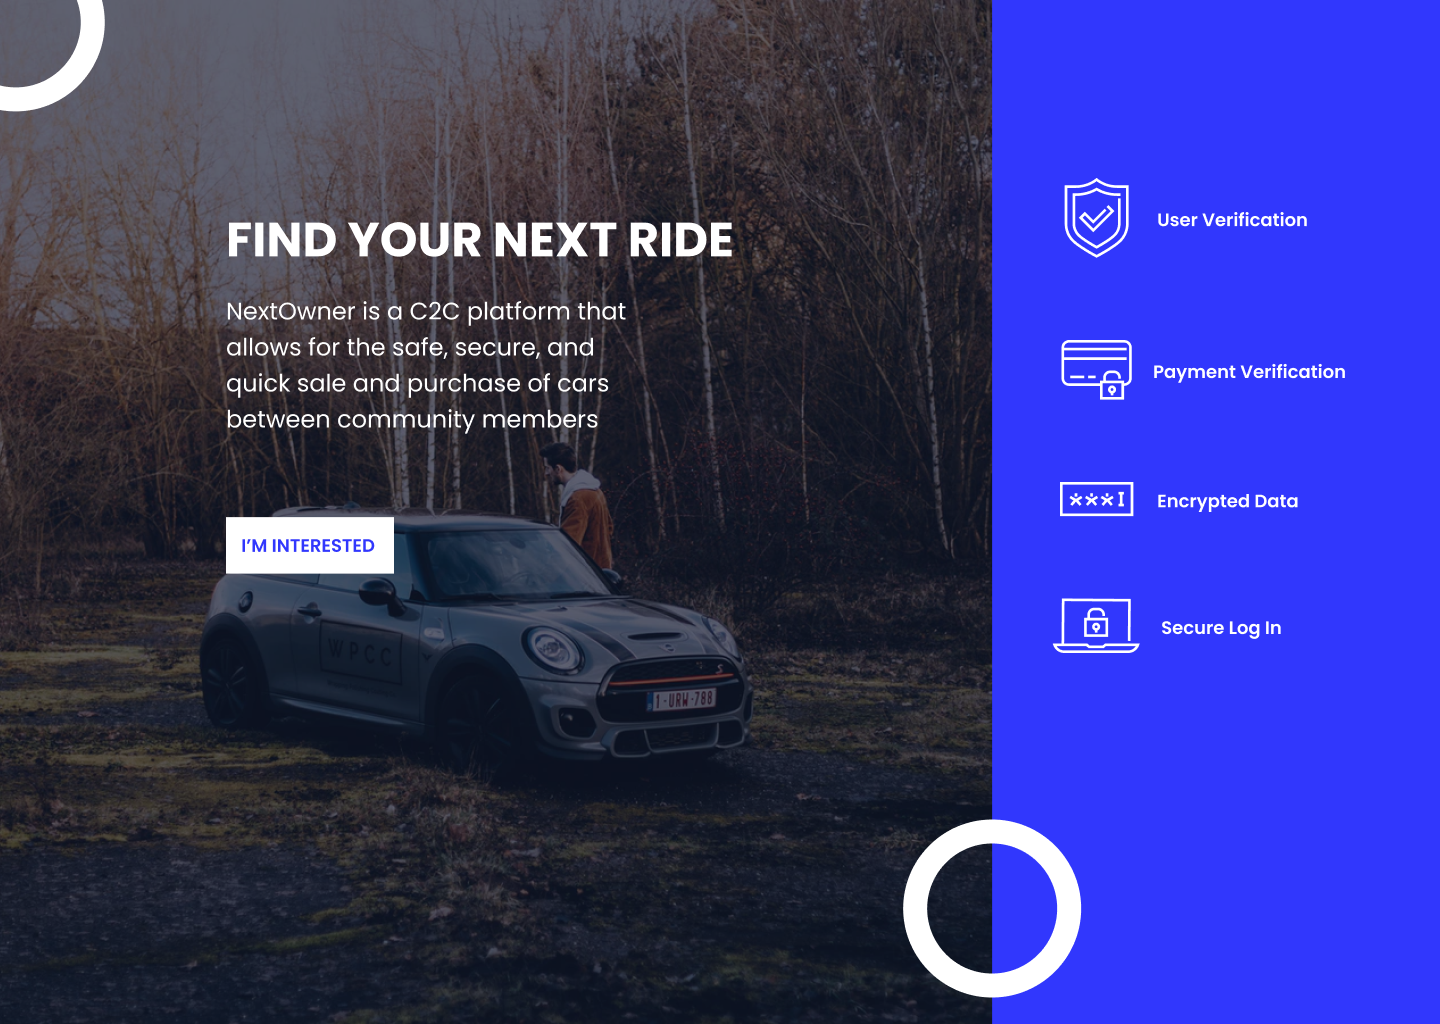 FIND YOUR NEXT RIDE
NextOwner is a C2C platform that
allows for the safe, secure, and
quick sale and purchase of cars
between community members
I'M INTERESTED
WPCC
1-URW-788
S
User Verification
Payment Verification
***I
Encrypted Data
Secure Log In